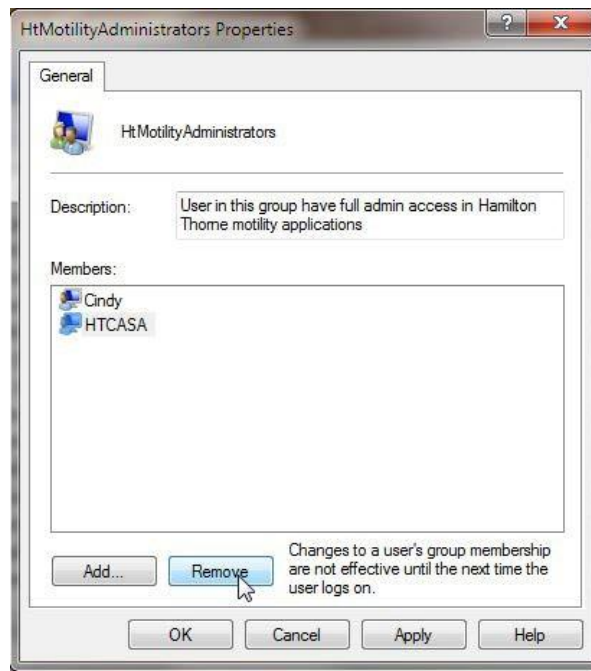 HtMotilityAdministrators Properties
?
X
General
HtMotilityAdministrators
Description:
User in this group have full admin access in Hamilton
Thorne motility applications
Members:
Cindy
HTCASA
Add...
Remove
Changes to a user's group membership
are not effective until the next time the
user logs on.
OK
Cancel
Apply
Help